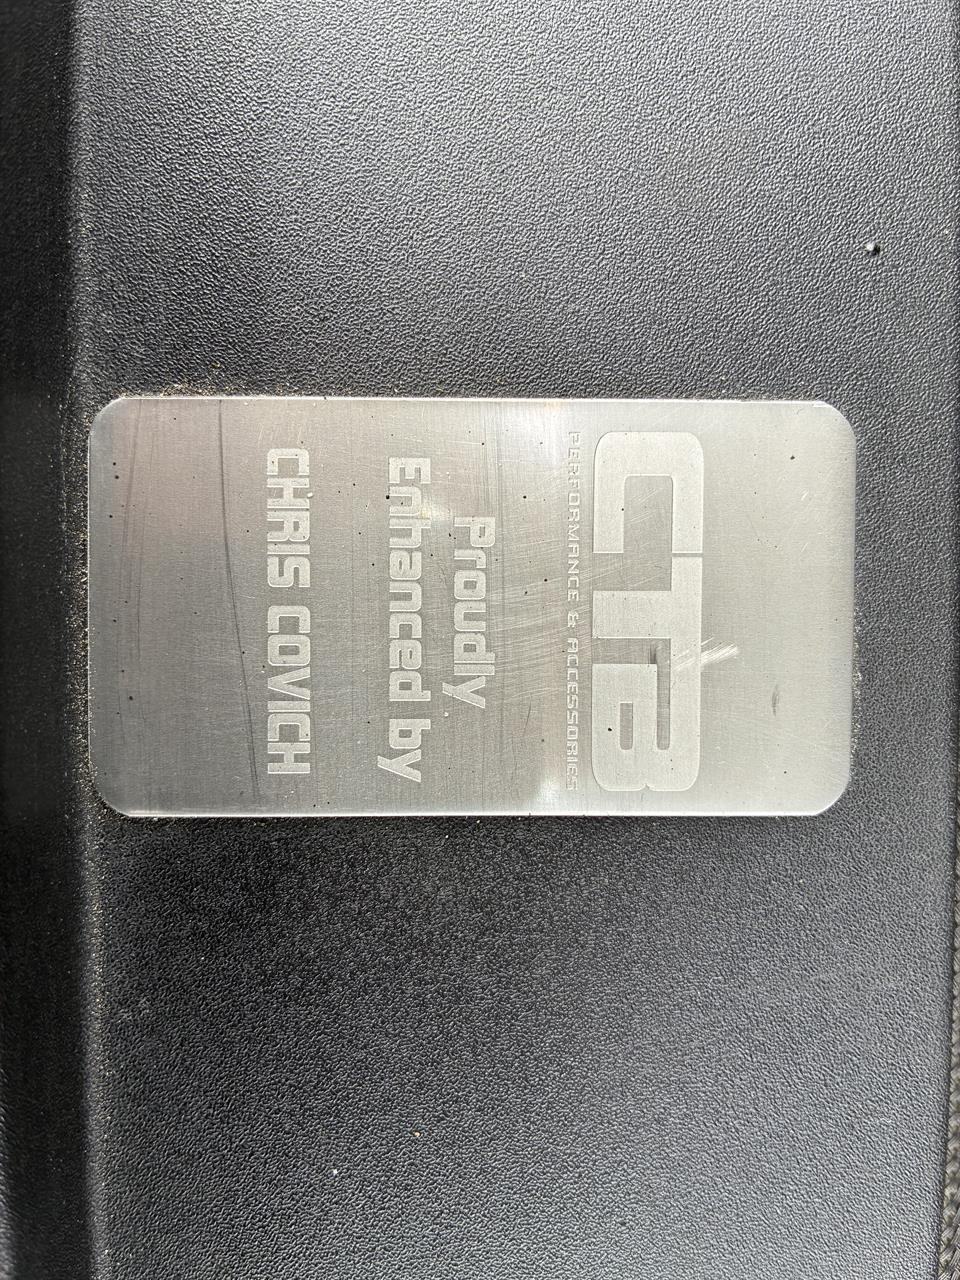 CTB
PERFORMANCE & ACCESSORIES
Proudly
Enhanced by
CHRIS COVICH